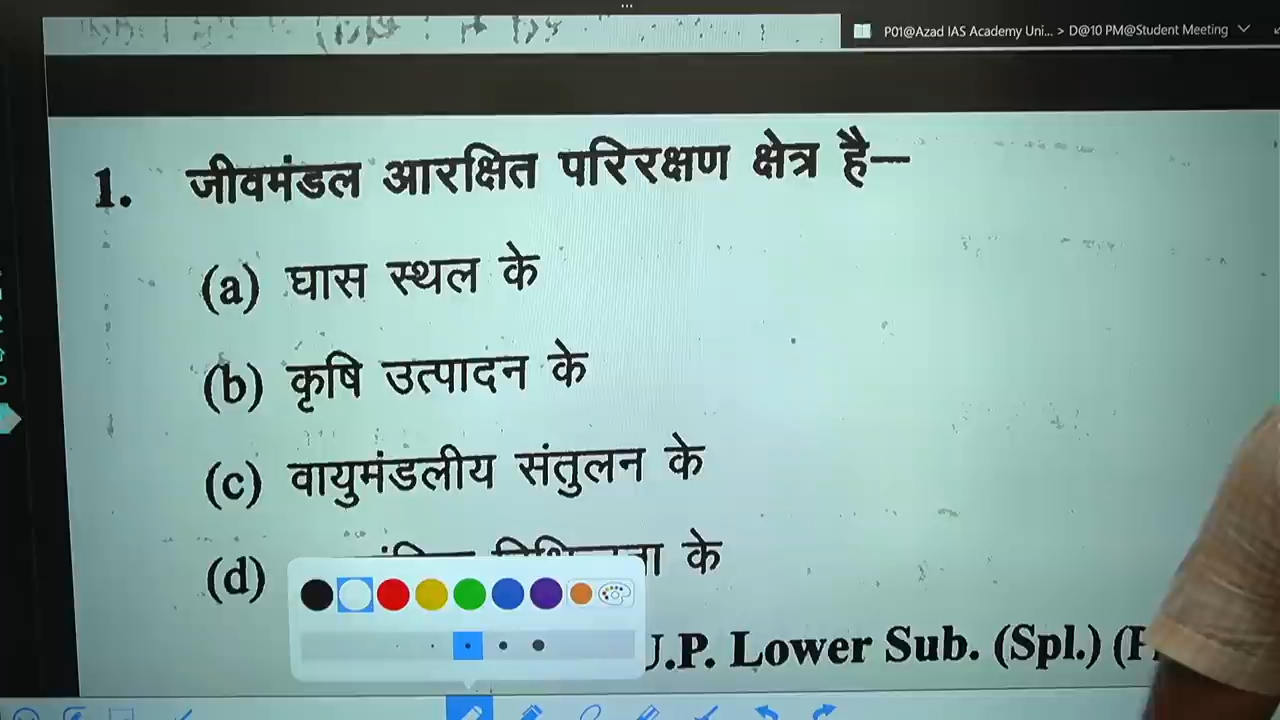 P01@Azad IAS Academy Uni... > D@10 PM@Student Meeting
1. जीवमंडल आरक्षित परिरक्षण क्षेत्र है—
(a) घास स्थल के
(b) कृषि उत्पादन के
(c) वायुमंडलीय संतुलन के
(d) के
U.P. Lower Sub. (Spl.)